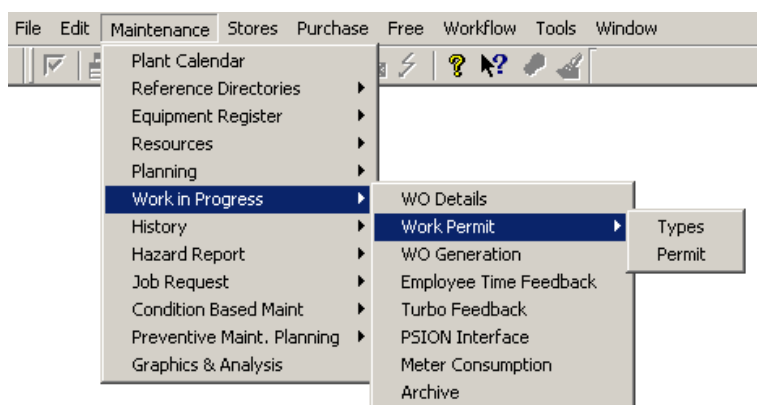 File Edit Maintenance Stores Purchase Free Workflow Tools Window
Plant Calendar
Reference Directories
Equipment Register
Resources
Planning
Work in Progress
History
Hazard Report
Job Request
Condition Based Maint
Preventive Maint. Planning
Graphics & Analysis
WO Details
Work Permit
WO Generation
Employee Time Feedback
Turbo Feedback
PSION Interface
Meter Consumption
Archive
Types
Permit